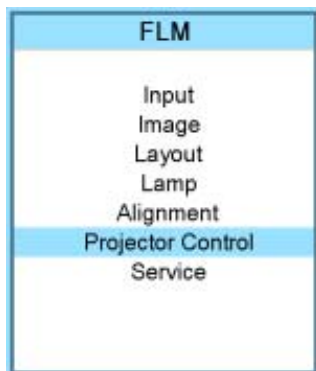 FLM
Input
Image
Layout
Lamp
Alignment
Projector Control
Service